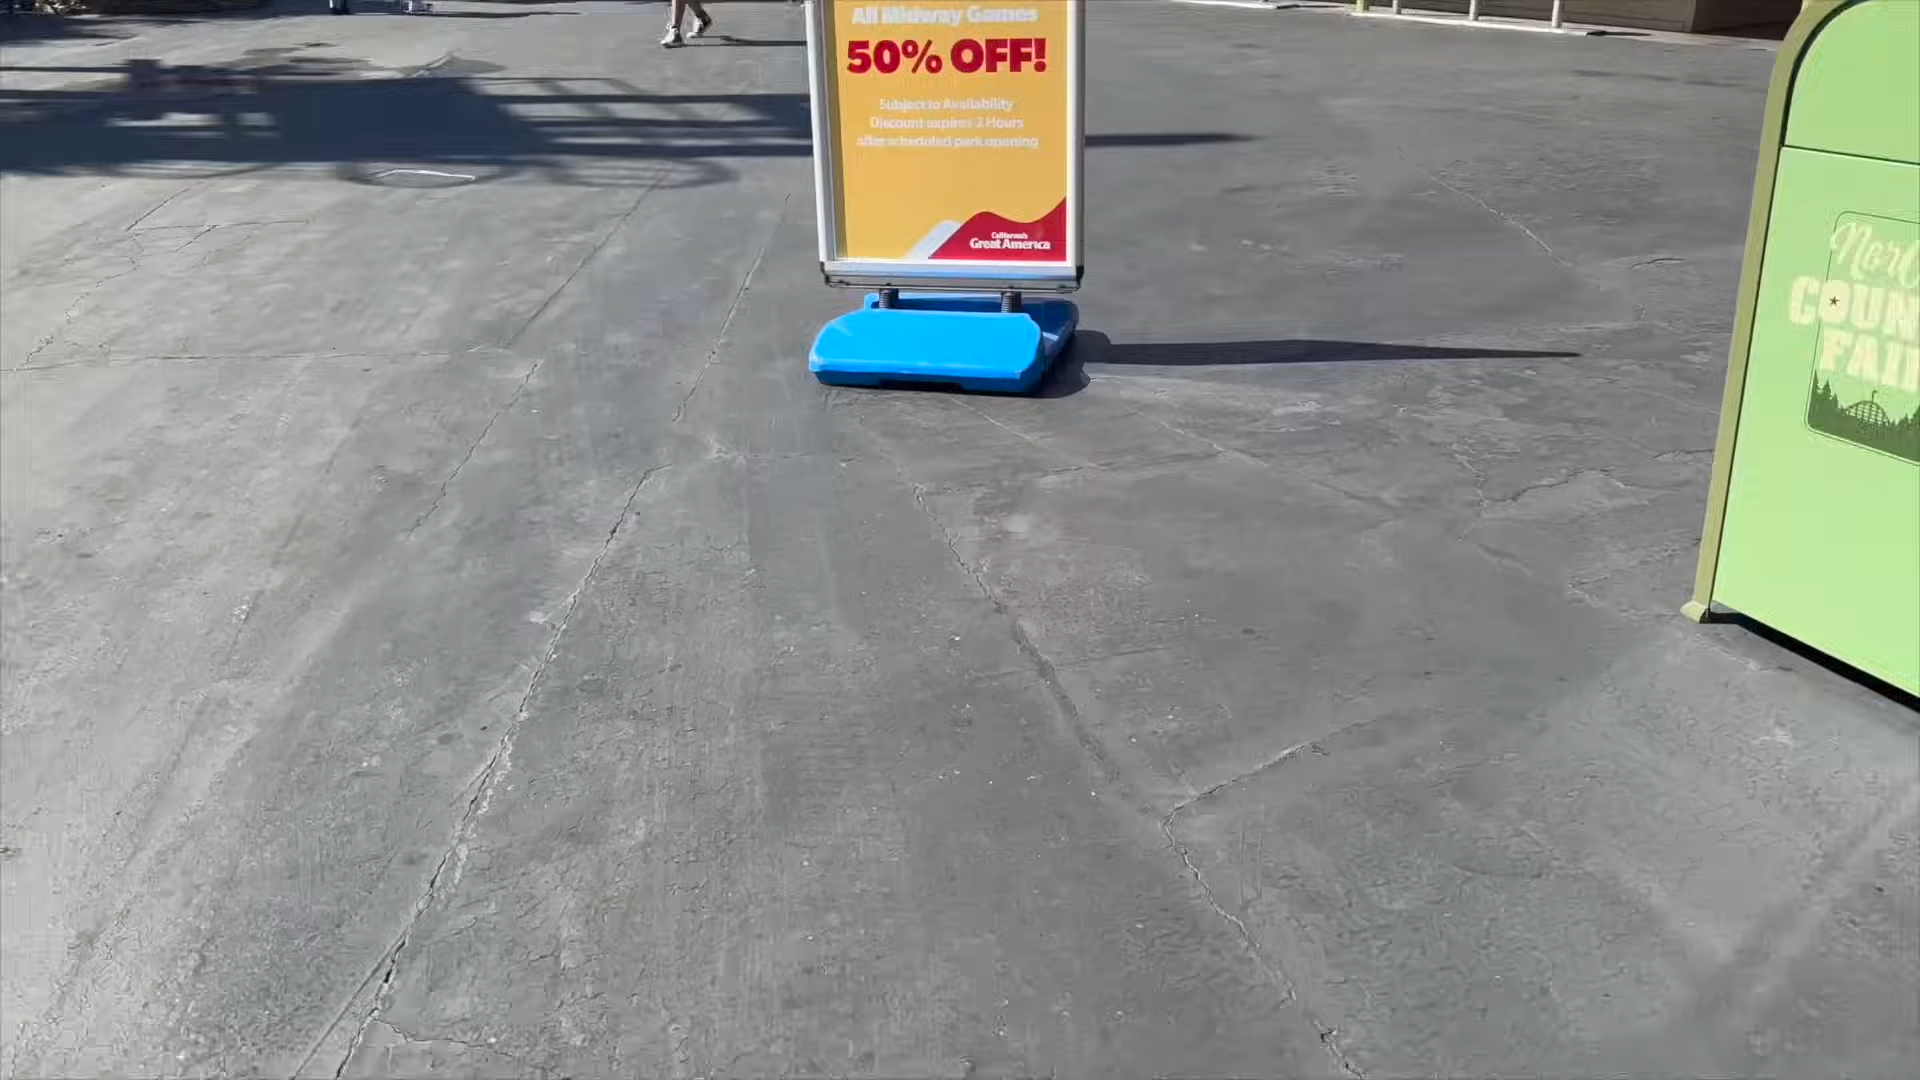 All Midway Games
50% OFF!
Subject to Availability
Discount expires 2 Hours
after scheduled park opening
California's
Great America
COUN
FAI